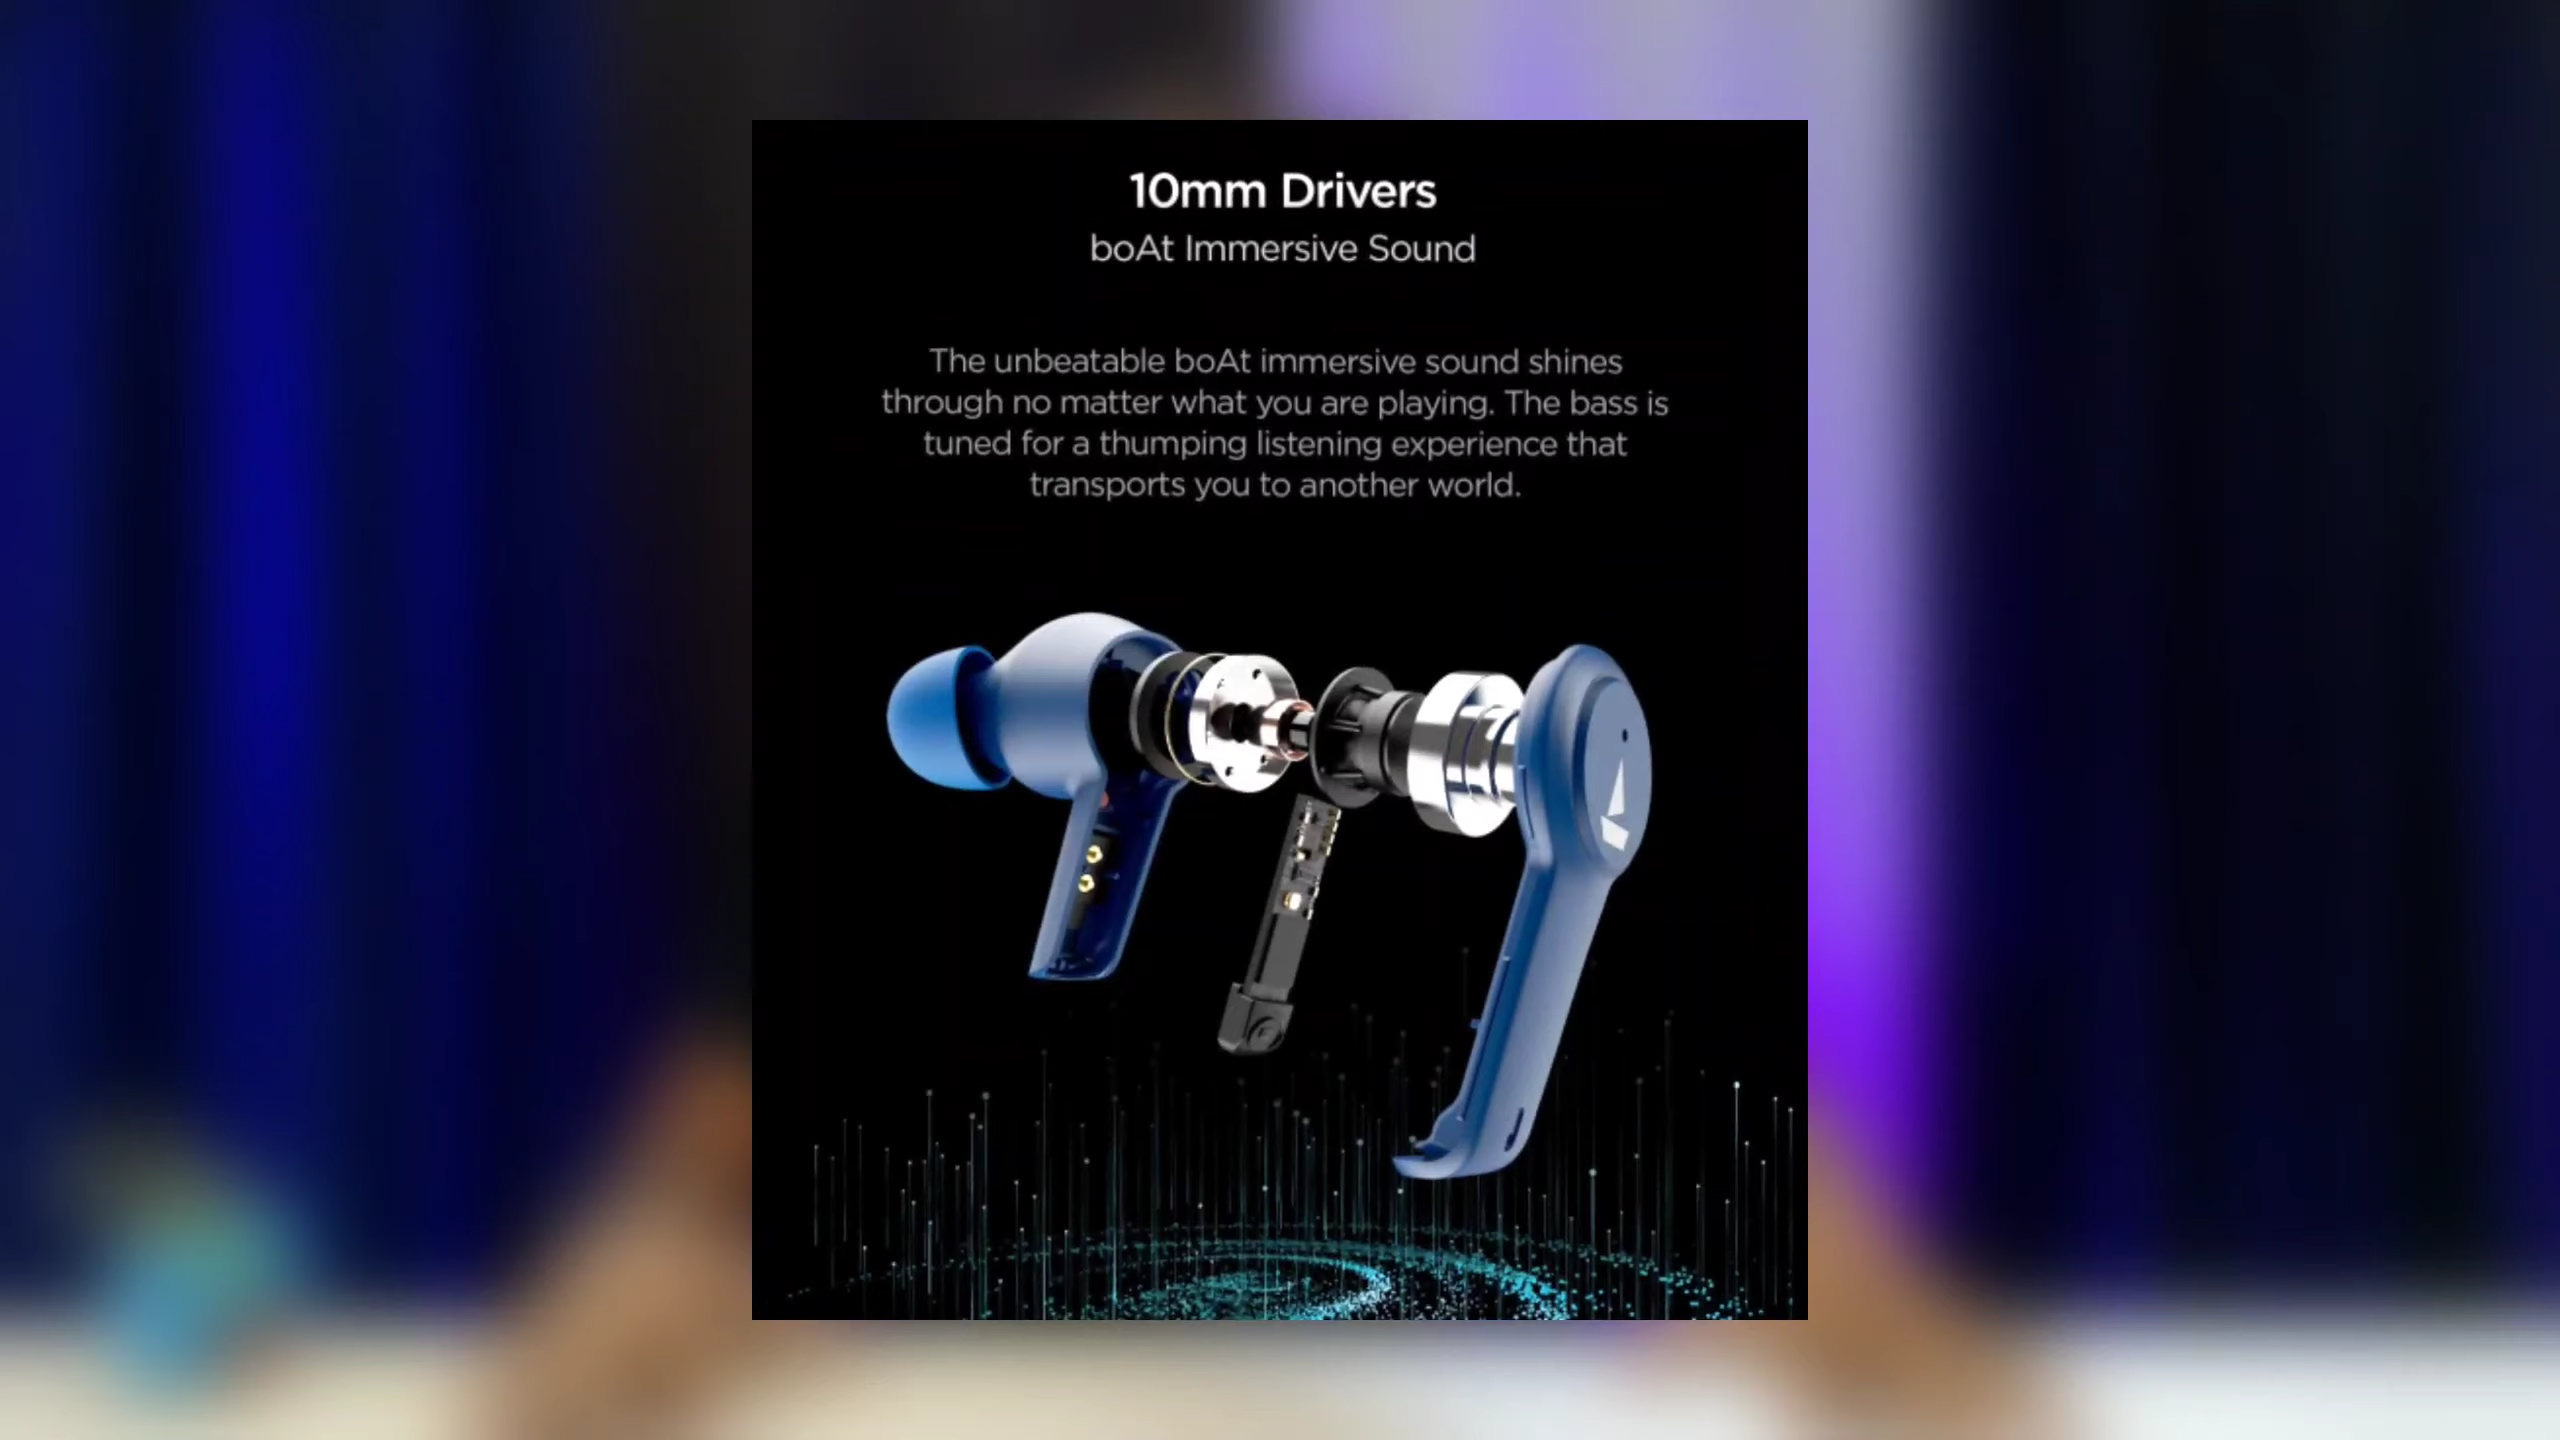 10mm Drivers
boAt Immersive Sound
The unbeatable boAt immersive sound shines
through no matter what you are playing. The bass is
tuned for a thumping listening experience that
transports you to another world.